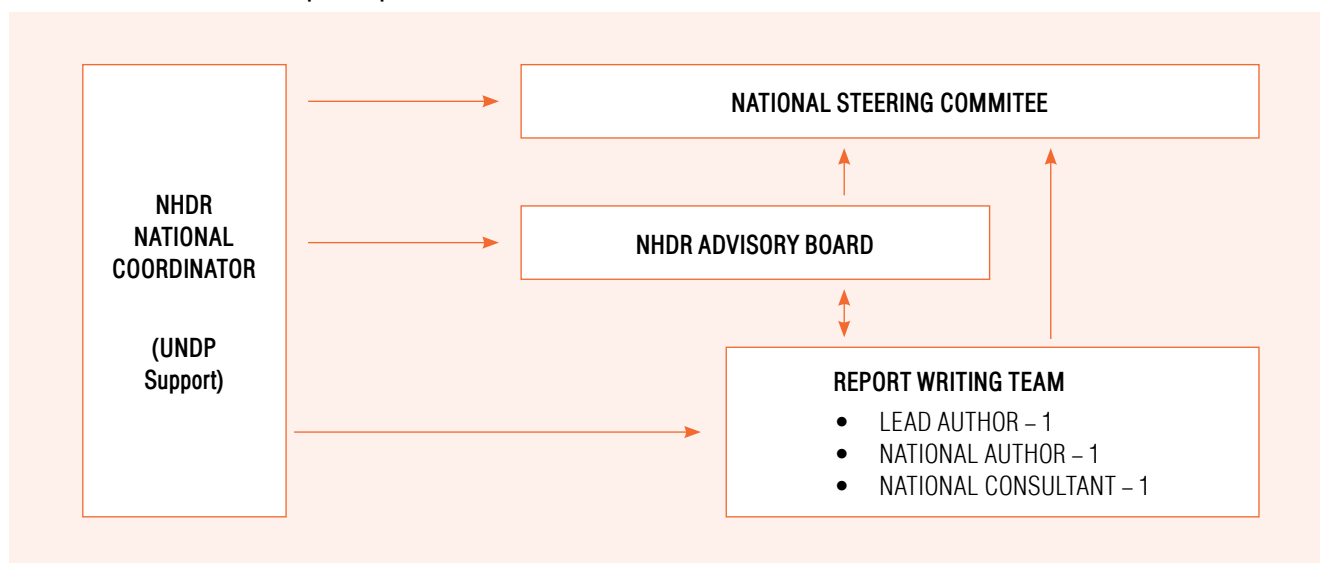 NHDR
NATIONAL
COORDINATOR
(UNDP
Support)
NATIONAL STEERING COMMITEE
NHDR ADVISORY BOARD
REPORT WRITING TEAM
• LEAD AUTHOR – 1
• NATIONAL AUTHOR – 1
• NATIONAL CONSULTANT – 1